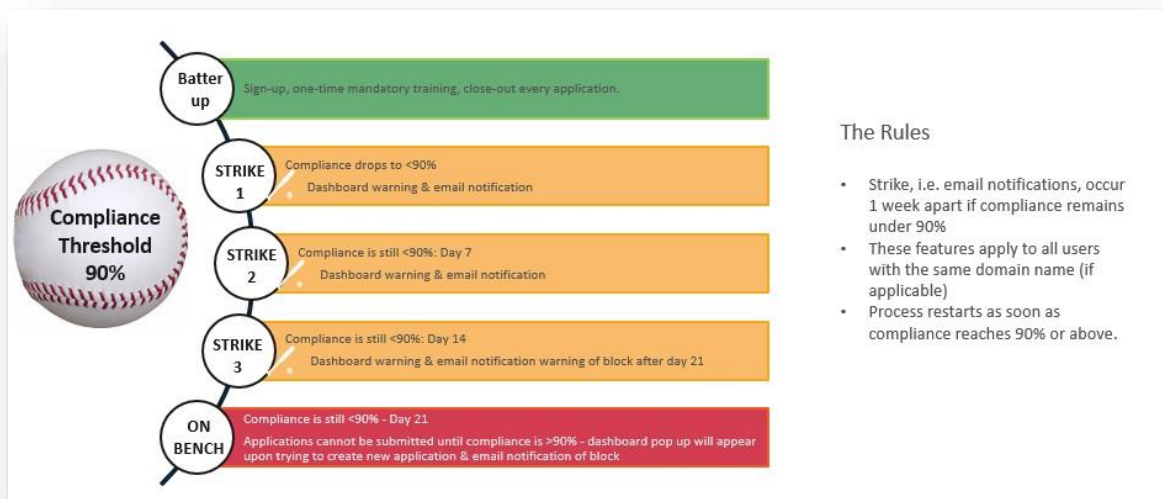 Batter
up
Sign-up, one-time mandatory training, close-out every application.
Compliance
Threshold
90%
STRIKE
1
Compliance drops to <90%
Dashboard warning & email notification
STRIKE
2
Compliance is still <90%: Day 7
Dashboard warning & email notification
STRIKE
3
Compliance is still <90%: Day 14
Dashboard warning & email notification warning of block after day 21
ON
BENCH
Compliance is still <90% - Day 21
Applications cannot be submitted until compliance is >90% - dashboard pop up will appear
upon trying to create new application & email notification of block
The Rules
• Strike, i.e. email notifications, occur
1 week apart if compliance remains
under 90%
• These features apply to all users
with the same domain name (if
applicable)
• Process restarts as soon as
compliance reaches 90% or above.